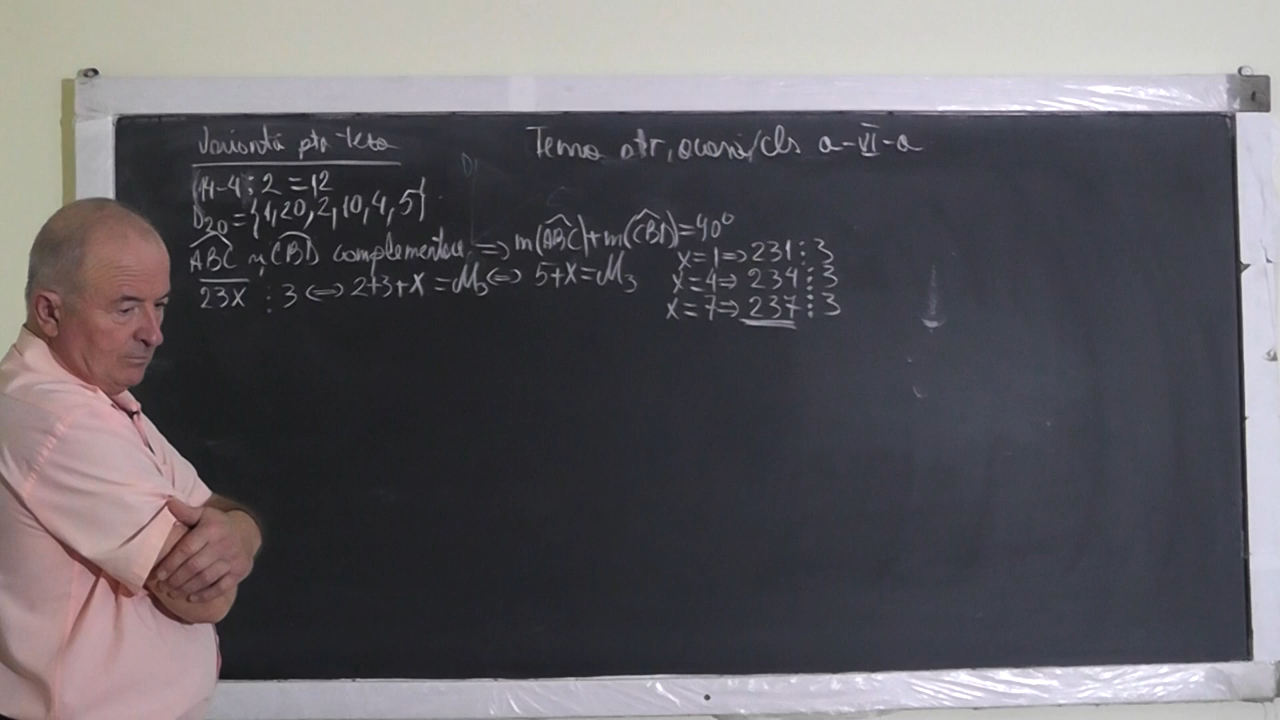 Variantă ptr teza
Tema ptr, acasă/cls a-VI-a
14-4:2 =12
D20={1,20,2,10,4,5}
ABC și CBD complementare => m(ABC)+m(CBD)=90°
23x ⋮ 3 <=> 2+3+x = M3 <=> 5+x=M3
x=1=>231⋮3
x=4=>234⋮3
x=7=>237⋮3